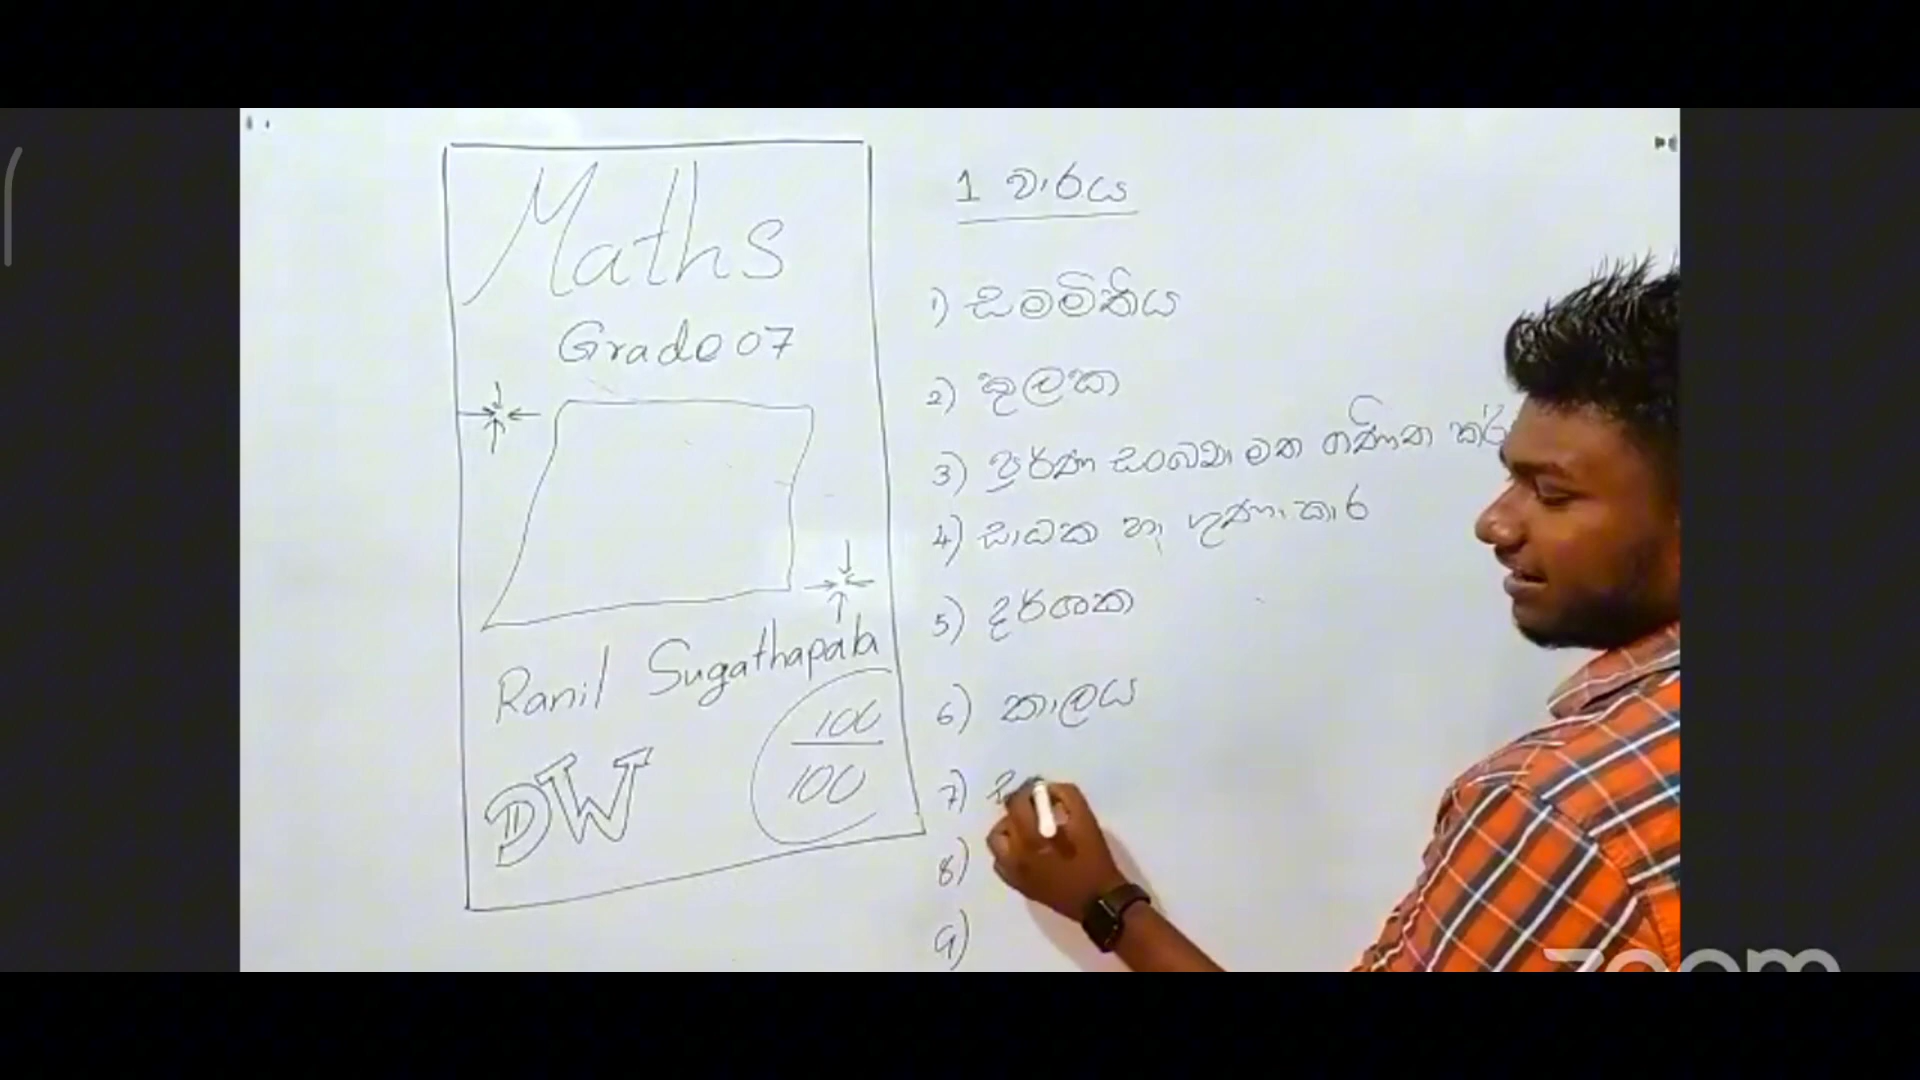 Maths
Grade 07
Ranil Sugathapala
100
100
DW
1 වාරය
1) සමමිතිය
2) කුලක
3) පූර්ණ සංඛ්‍යා මත ගණිත
4) සාධක හා ගුණාකාර
5) දර්ශක
6) කාලය
7)
8)
9)
zoom